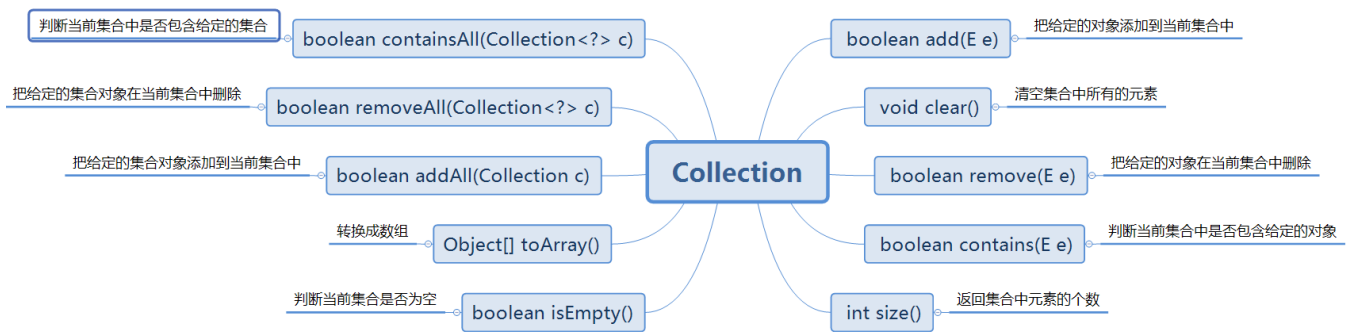 判断当前集合中是否包含给定的集合
boolean containsAll(Collection<?> c)
把给定的集合对象在当前集合中删除
boolean removeAll(Collection<?> c)
把给定的集合对象添加到当前集合中
boolean addAll(Collection c)
转换成数组
Object[] toArray()
判断当前集合是否为空
boolean isEmpty()
Collection
boolean add(E e)
把给定的对象添加到当前集合中
void clear()
清空集合中所有的元素
boolean remove(E e)
把给定的对象在当前集合中删除
boolean contains(E e)
判断当前集合中是否包含给定的对象
int size()
返回集合中元素的个数